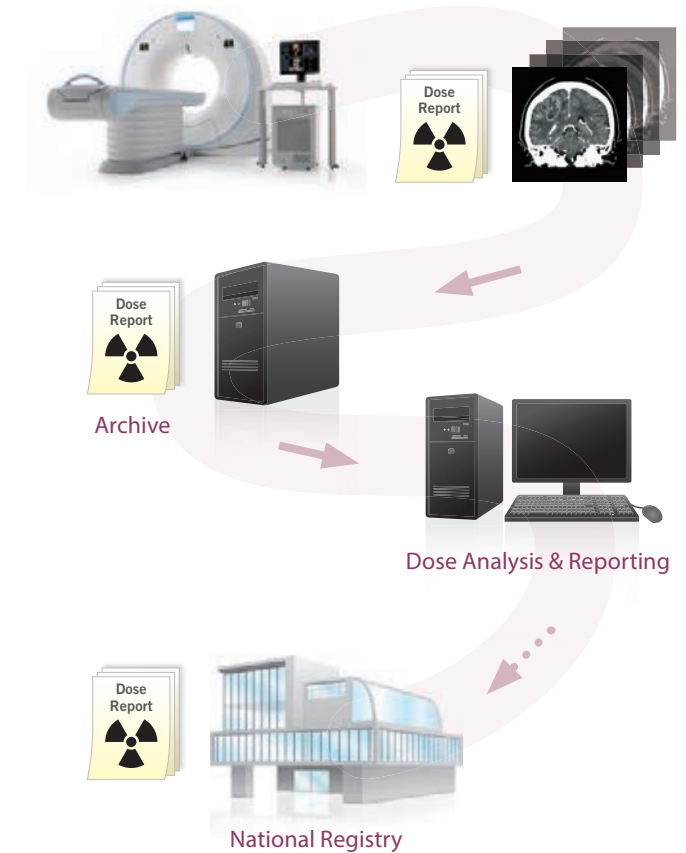 Dose
Report
Dose
Report
Archive
Dose Analysis & Reporting
Dose
Report
National Registry